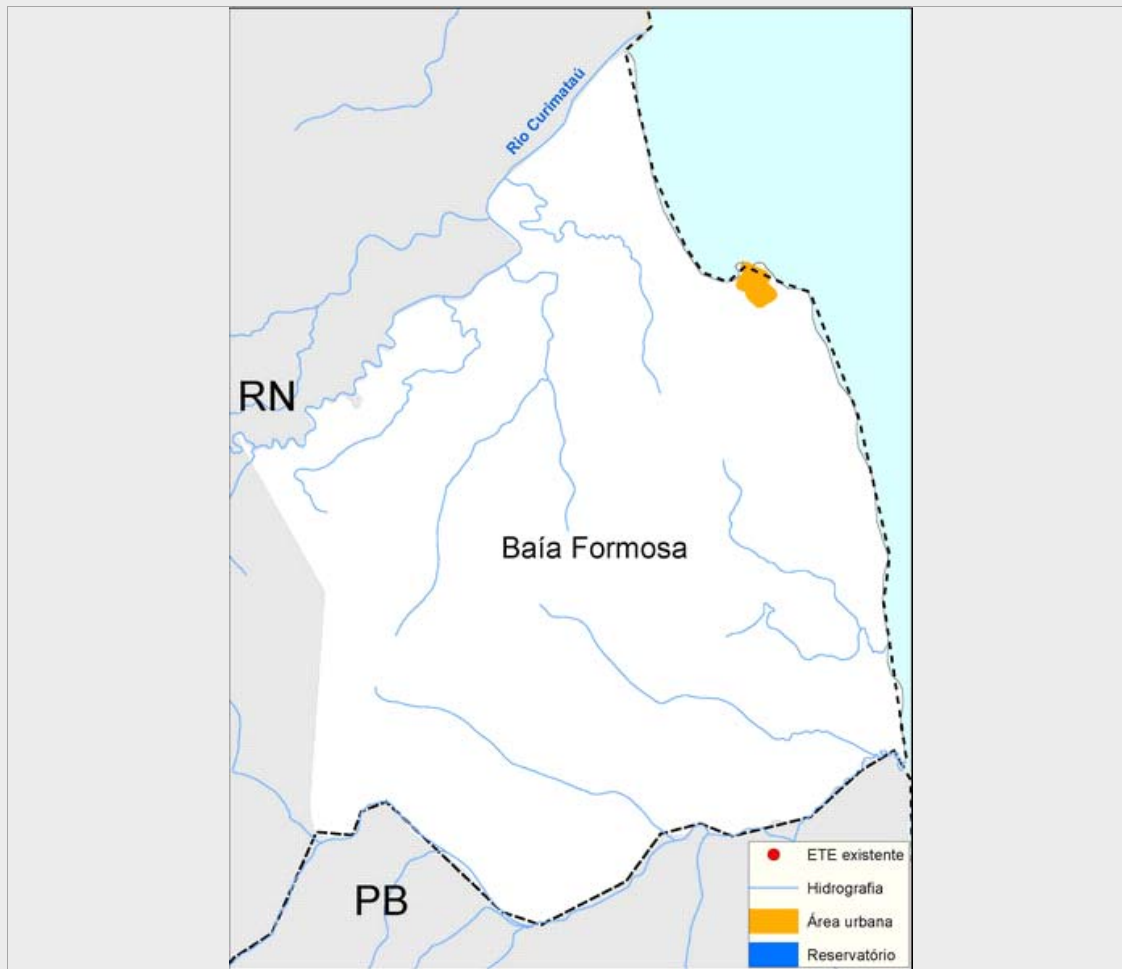 Rio Curimataú
RN
Baía Formosa
PB
ETE existente
Hidrografia
Área urbana
Reservatório